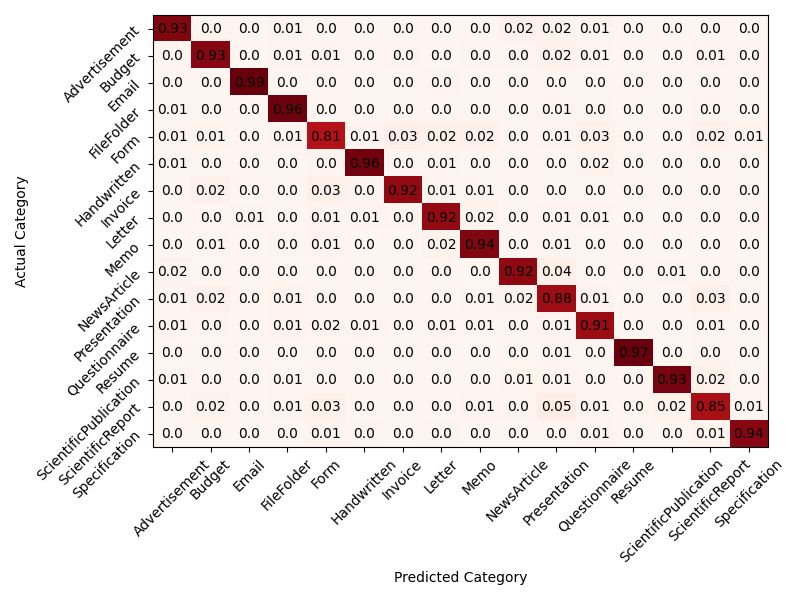 Actual Category
Advertisement 0.93 0.0 0.0 0.01 0.0 0.0 0.0 0.0 0.0 0.02 0.02 0.01 0.0 0.0 0.0 0.0
Budget 0.0 0.93 0.0 0.01 0.01 0.0 0.0 0.0 0.0 0.0 0.02 0.01 0.0 0.0 0.01 0.0
Email 0.0 0.0 0.99 0.0 0.0 0.0 0.0 0.0 0.0 0.0 0.0 0.0 0.0 0.0 0.0 0.0
FileFolder 0.01 0.0 0.0 0.96 0.0 0.0 0.0 0.0 0.0 0.0 0.01 0.0 0.0 0.0 0.0 0.0
Form 0.01 0.01 0.0 0.01 0.81 0.01 0.03 0.02 0.02 0.0 0.01 0.03 0.0 0.0 0.02 0.01
Handwritten 0.01 0.0 0.0 0.0 0.0 0.96 0.0 0.01 0.0 0.0 0.0 0.02 0.0 0.0 0.0 0.0
Invoice 0.0 0.02 0.0 0.0 0.03 0.0 0.92 0.01 0.01 0.0 0.0 0.0 0.0 0.0 0.0 0.0
Letter 0.0 0.0 0.01 0.0 0.01 0.01 0.0 0.92 0.02 0.0 0.01 0.01 0.0 0.0 0.0 0.0
Memo 0.0 0.01 0.0 0.0 0.01 0.0 0.0 0.02 0.94 0.0 0.01 0.0 0.0 0.0 0.0 0.0
NewsArticle 0.02 0.0 0.0 0.0 0.0 0.0 0.0 0.0 0.0 0.92 0.04 0.0 0.0 0.01 0.0 0.0
Presentation 0.01 0.02 0.0 0.01 0.0 0.0 0.0 0.0 0.01 0.02 0.88 0.01 0.0 0.0 0.03 0.0
Questionnaire 0.01 0.0 0.0 0.01 0.02 0.01 0.0 0.01 0.01 0.0 0.01 0.91 0.0 0.0 0.01 0.0
Resume 0.0 0.0 0.0 0.0 0.0 0.0 0.0 0.0 0.0 0.0 0.01 0.0 0.97 0.0 0.0 0.0
ScientificPublication 0.01 0.0 0.0 0.01 0.0 0.0 0.0 0.0 0.0 0.01 0.01 0.0 0.0 0.93 0.02 0.0
ScientificReport 0.0 0.02 0.0 0.01 0.03 0.0 0.0 0.0 0.01 0.0 0.05 0.01 0.0 0.02 0.85 0.01
Specification 0.0 0.0 0.0 0.0 0.01 0.0 0.0 0.0 0.0 0.0 0.0 0.01 0.0 0.0 0.01 0.94
Advertisement Budget Email FileFolder Form Handwritten Invoice Letter Memo NewsArticle Presentation Questionnaire Resume ScientificPublication ScientificReport Specification
Predicted Category